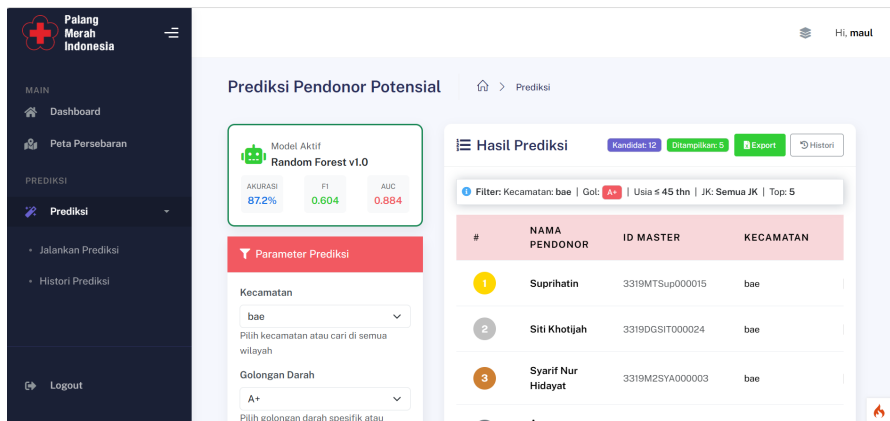 Palang
Merah
Indonesia
Hi, maul
MAIN
Dashboard
Peta Persebaran
PREDIKSI
Prediksi
Jalankan Prediksi
Histori Prediksi
Logout
Prediksi Pendonor Potensial
Prediksi
Model Aktif
Random Forest v1.0
AKURASI
87.2%
F1
0.604
AUC
0.884
Parameter Prediksi
Kecamatan
bae
Pilih kecamatan atau cari di semua
wilayah
Golongan Darah
A+
Pilih golongan darah spesifik atau
Hasil Prediksi
Kandidat: 12
Ditampilkan: 5
Export
Histori
Filter: Kecamatan: bae | Gol: A+ | Usia ≤ 45 thn | JK: Semua JK | Top: 5
# NAMA PENDONOR ID MASTER KECAMATAN
1 Suprihatin 3319MTSup000015 bae
2 Siti Khotijah 3319DGSIT000024 bae
3 Syarif Nur Hidayat 3319M2SYA000003 bae